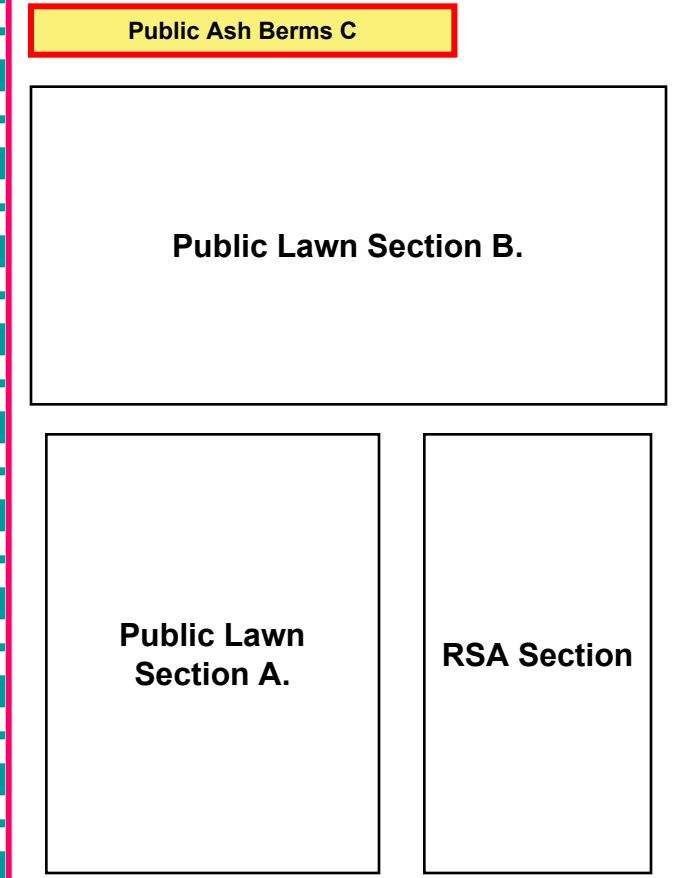 Public Ash Berms C
Public Lawn Section B.
Public Lawn
Section A.
RSA Section